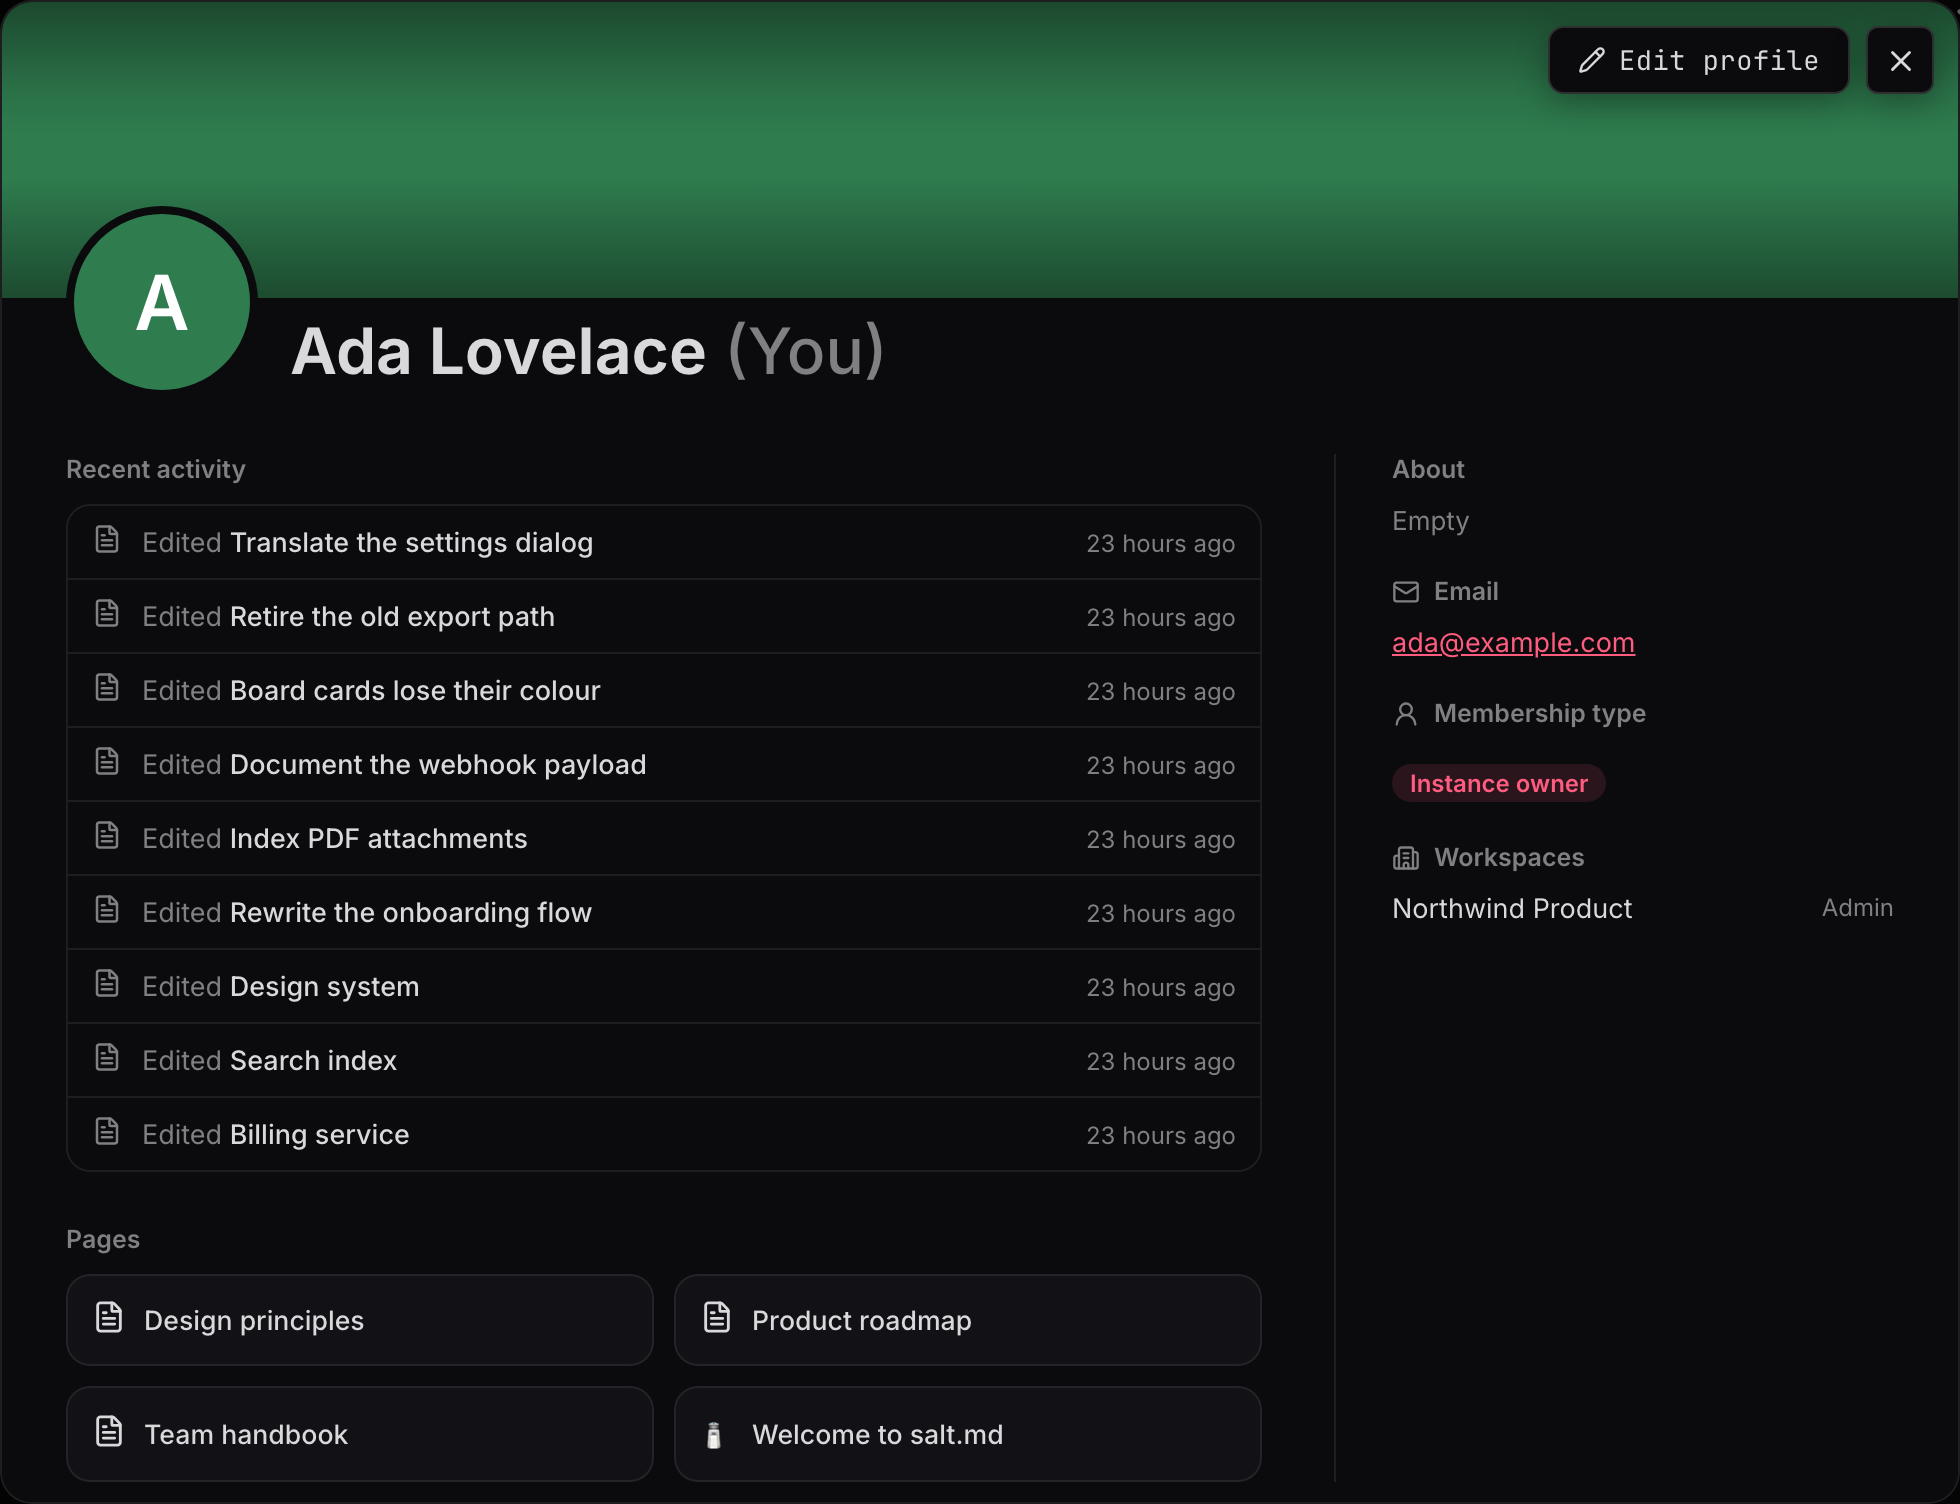 Edit profile
A
Ada Lovelace (You)
Recent activity
Edited Translate the settings dialog 23 hours ago
Edited Retire the old export path 23 hours ago
Edited Board cards lose their colour 23 hours ago
Edited Document the webhook payload 23 hours ago
Edited Index PDF attachments 23 hours ago
Edited Rewrite the onboarding flow 23 hours ago
Edited Design system 23 hours ago
Edited Search index 23 hours ago
Edited Billing service 23 hours ago
Pages
Design principles
Product roadmap
Team handbook
Welcome to salt.md
About
Empty
Email
ada@example.com
Membership type
Instance owner
Workspaces
Northwind Product Admin